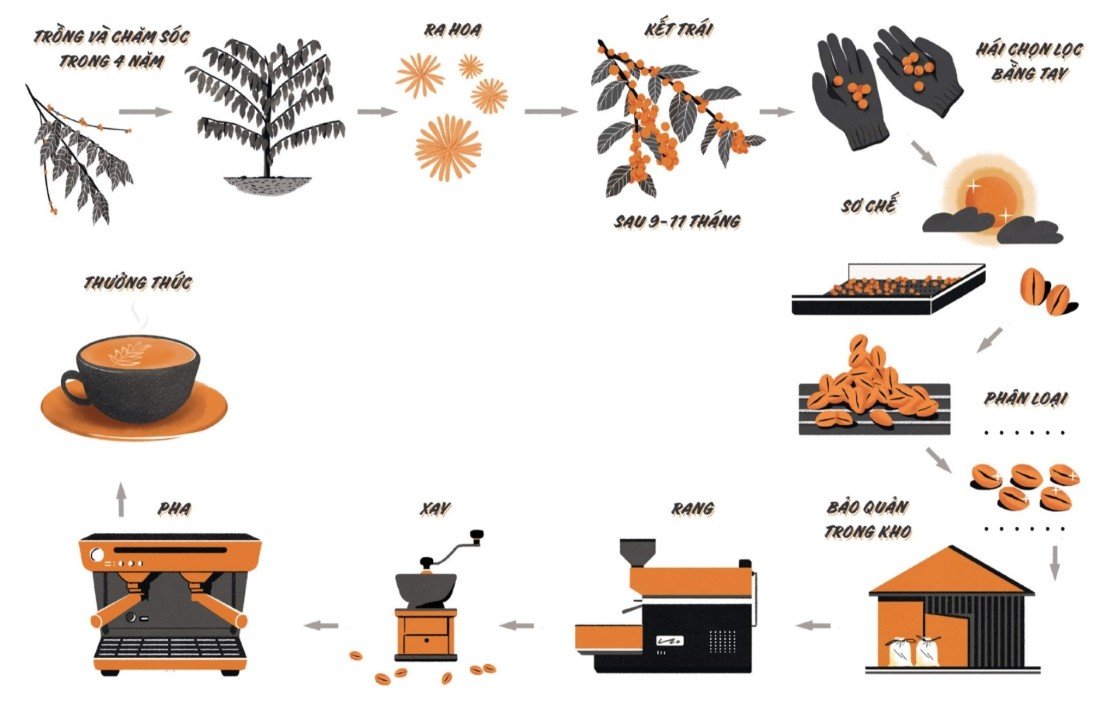 TRỒNG VÀ CHĂM SÓC
TRONG 4 NĂM
RA HOA
KẾT TRÁI
SAU 9-11 THÁNG
HÁI CHỌN LỌC
BẰNG TAY
SƠ CHẾ
PHÂN LOẠI
BẢO QUẢN
TRONG KHO
RANG
XAY
PHA
THƯỞNG THỨC